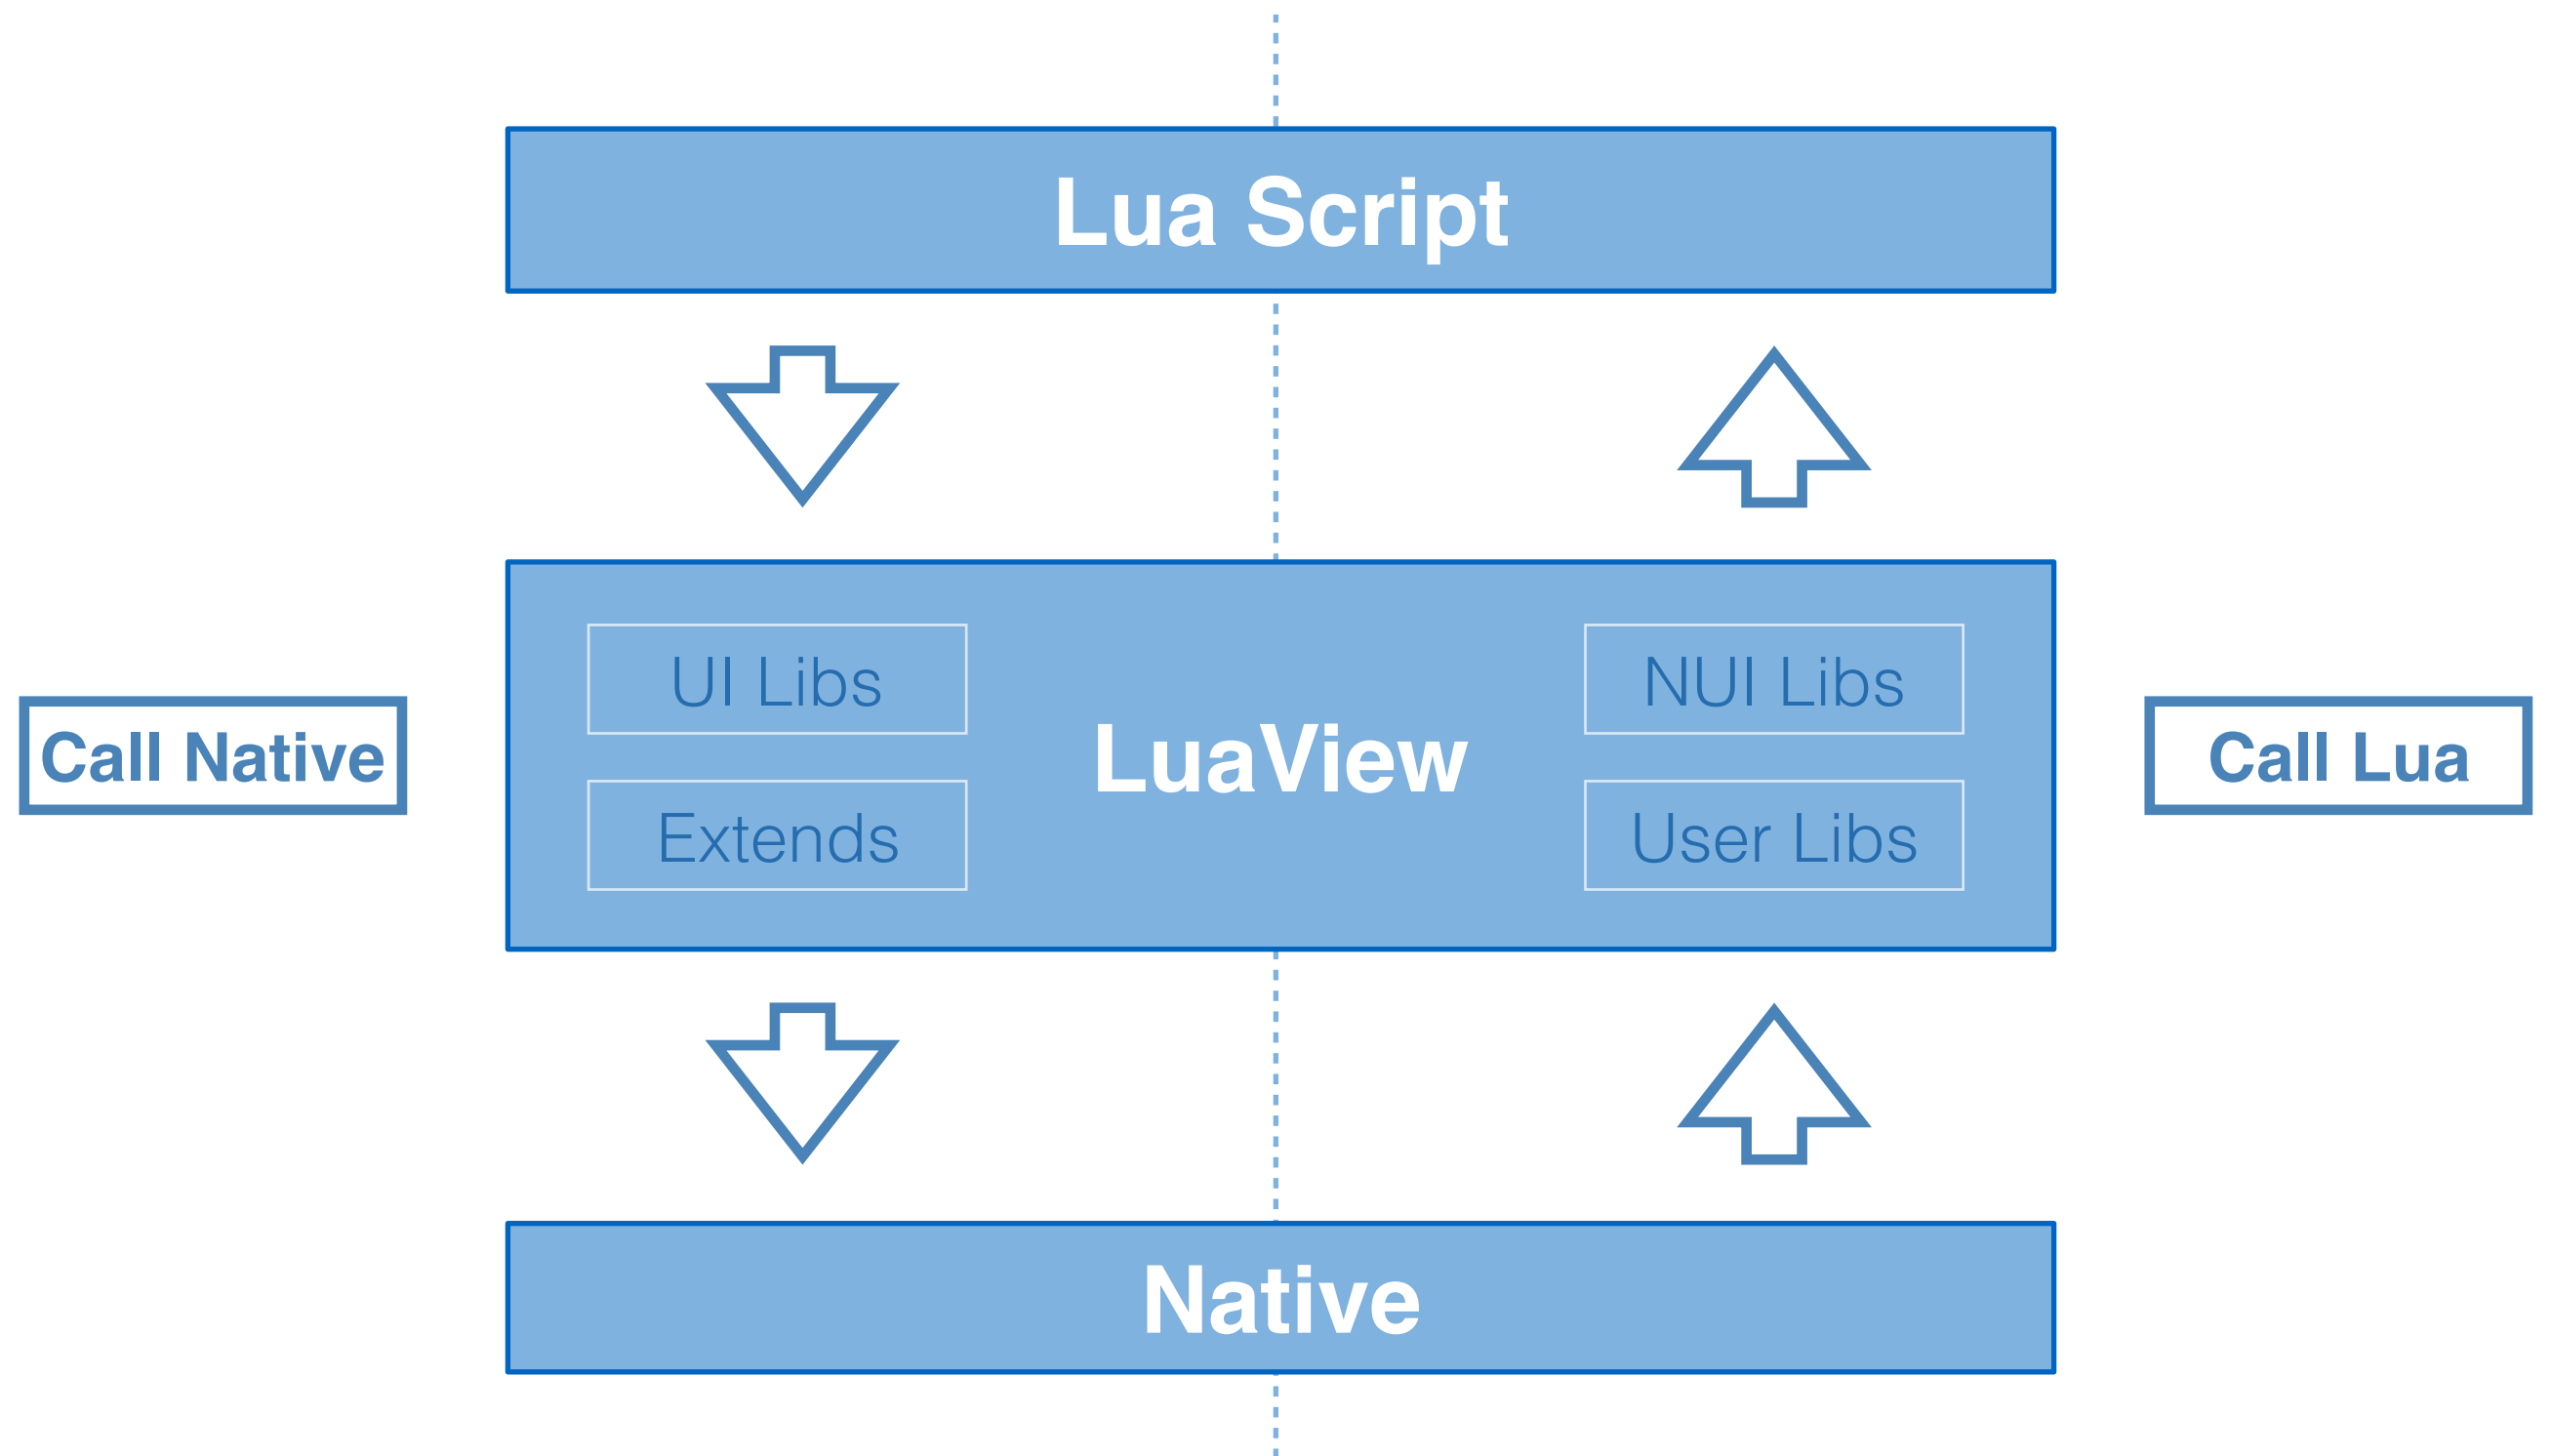 Lua Script
UI Libs
NUI Libs
Call Native
LuaView
Call Lua
Extends
User Libs
Native